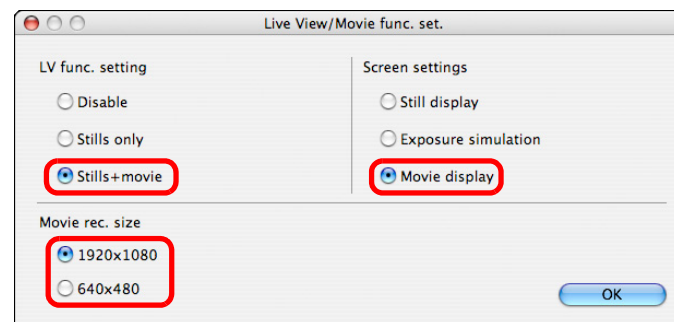 Live View/Movie func. set.
LV func. setting
Disable
Stills only
Stills+movie
Screen settings
Still display
Exposure simulation
Movie display
Movie rec. size
1920x1080
640x480
OK